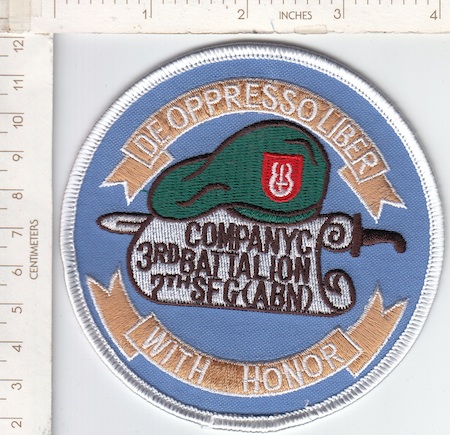 1 2 INCHES 3 4
12
11
10
9
8
7
6
5
4
3
2
CENTIMETERS
DE OPPRESSO LIBER
COMPANY C
3RD BATTALION
7TH SFG (ABN)
WITH HONOR